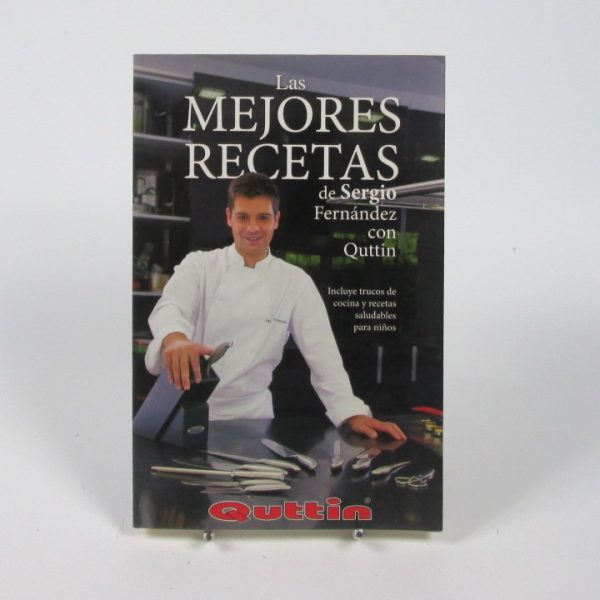 Las
MEJORES
RECETAS
de Sergio
Fernández
con
Quttin
Incluye trucos de
cocina y recetas
saludables
para niños
Quttin®